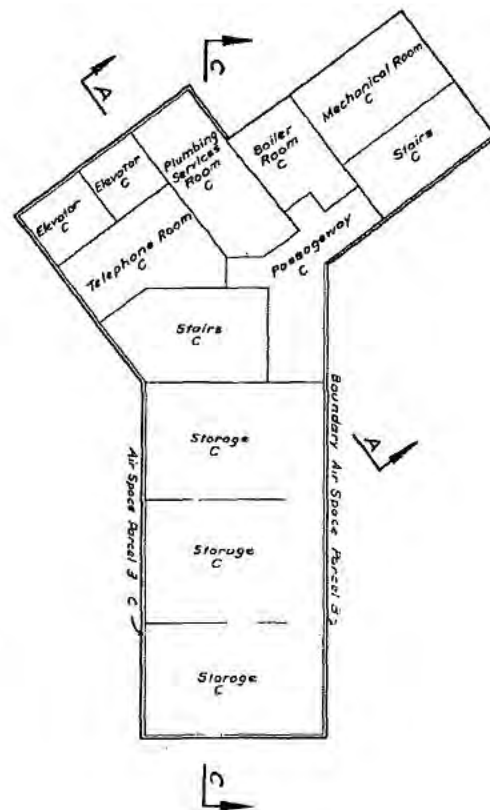 C
A
Mechanical Room
C
Stairs
C
Boiler
Room
C
Plumbing
Services
Room
C
Elevator
C
Elevator
C
Telephone Room
C
Passageway
C
Stairs
C
Storage
C
Storage
C
Storage
C
Air Space Parcel 3 C
Boundary Air Space Parcel 3
A
C